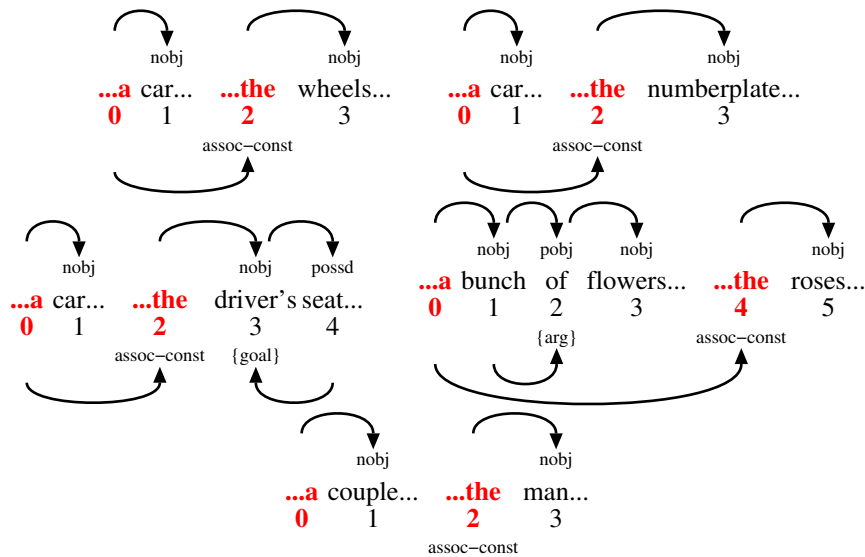 nobj nobj
...a car... ...the wheels...
0 1 2 3
assoc-const
nobj nobj
...a car... ...the numberplate...
0 1 2 3
assoc-const
nobj nobj possd
...a car... ...the driver's seat...
0 1 2 3 4
assoc-const {goal}
nobj pobj nobj nobj
...a bunch of flowers... ...the roses...
0 1 2 3 4 5
{arg} assoc-const
nobj nobj
...a couple... ...the man...
0 1 2 3
assoc-const